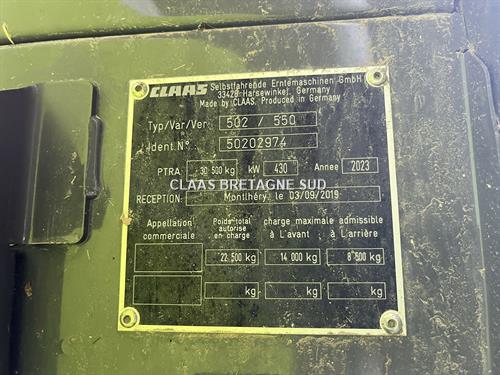 CLAAS Selbstfahrende Erntemaschinen GmbH
33428 Harsewinkel, Germany
Made by CLAAS. Produced in Germany
Typ/Var/Ver 502 / 550
Ident.N° 50202974
PTRA 30 500 kg kW 430 Annee 2023
CLAAS BRETAGNE SUD
RECEPTION: Montlhéry, le 03/09/2019
Appellation Poids total charge maximale admissible
commerciale autorise à L'avant à L'arrière
en charge
22 500 kg 14 000 kg 8 500 kg
kg kg kg